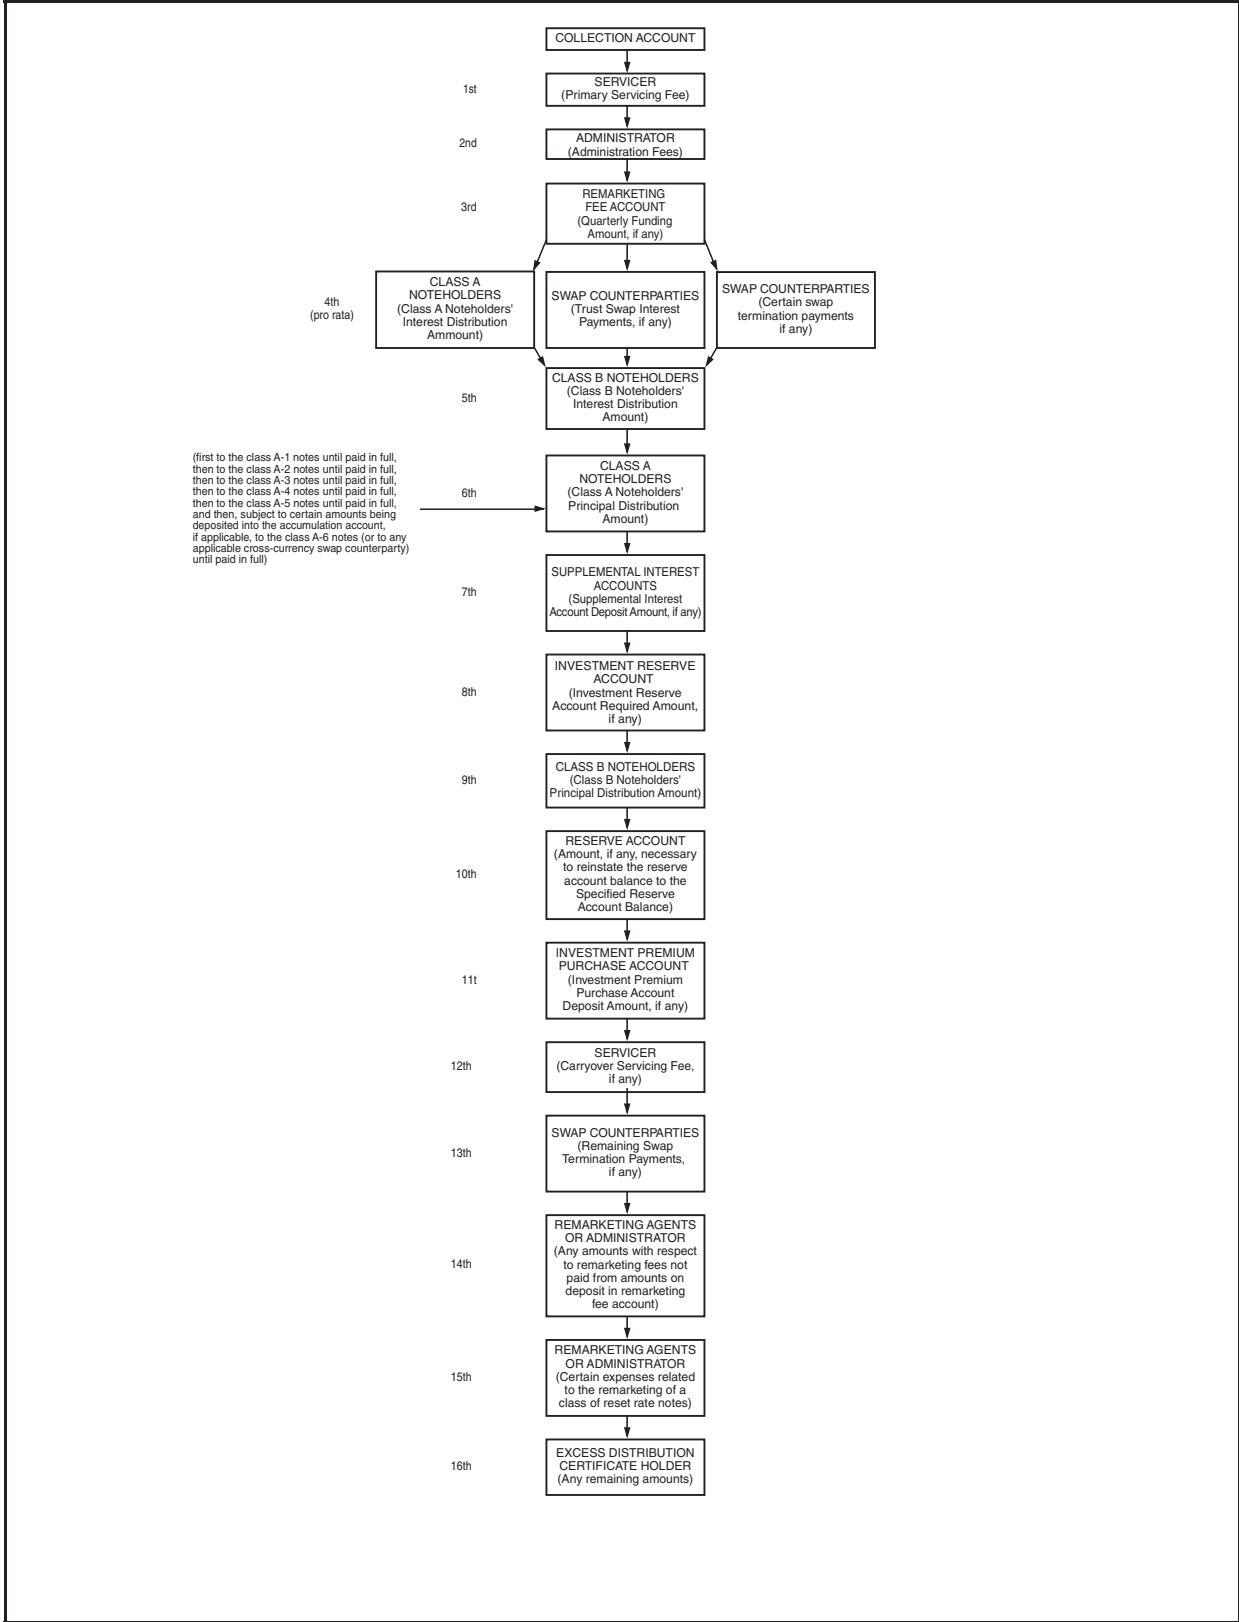 COLLECTION ACCOUNT
1st
SERVICER
(Primary Servicing Fee)
2nd
ADMINISTRATOR
(Administration Fees)
3rd
REMARKETING
FEE ACCOUNT
(Quarterly Funding
Amount, if any)
4th
(pro rata)
CLASS A
NOTEHOLDERS
(Class A Noteholders'
Interest Distribution
Ammount)
SWAP COUNTERPARTIES
(Trust Swap Interest
Payments, if any)
SWAP COUNTERPARTIES
(Certain swap
termination payments
if any)
5th
CLASS B NOTEHOLDERS
(Class B Noteholders'
Interest Distribution
Amount)
(first to the class A-1 notes until paid in full,
then to the class A-2 notes until paid in full,
then to the class A-3 notes until paid in full,
then to the class A-4 notes until paid in full,
then to the class A-5 notes until paid in full,
and then, subject to certain amounts being
deposited into the accumulation account,
if applicable, to the class A-6 notes (or to any
applicable cross-currency swap counterparty)
until paid in full)
6th
CLASS A
NOTEHOLDERS
(Class A Noteholders'
Principal Distribution
Amount)
7th
SUPPLEMENTAL INTEREST
ACCOUNTS
(Supplemental Interest
Account Deposit Amount, if any)
8th
INVESTMENT RESERVE
ACCOUNT
(Investment Reserve
Account Required Amount,
if any)
9th
CLASS B NOTEHOLDERS
(Class B Noteholders'
Principal Distribution Amount)
10th
RESERVE ACCOUNT
(Amount, if any, necessary
to reinstate the reserve
account balance to the
Specified Reserve
Account Balance)
11t
INVESTMENT PREMIUM
PURCHASE ACCOUNT
(Investment Premium
Purchase Account
Deposit Amount, if any)
12th
SERVICER
(Carryover Servicing Fee,
if any)
13th
SWAP COUNTERPARTIES
(Remaining Swap
Termination Payments,
if any)
14th
REMARKETING AGENTS
OR ADMINISTRATOR
(Any amounts with respect
to remarketing fees not
paid from amounts on
deposit in remarketing
fee account)
15th
REMARKETING AGENTS
OR ADMINISTRATOR
(Certain expenses related
to the remarketing of a
class of reset rate notes)
16th
EXCESS DISTRIBUTION
CERTIFICATE HOLDER
(Any remaining amounts)